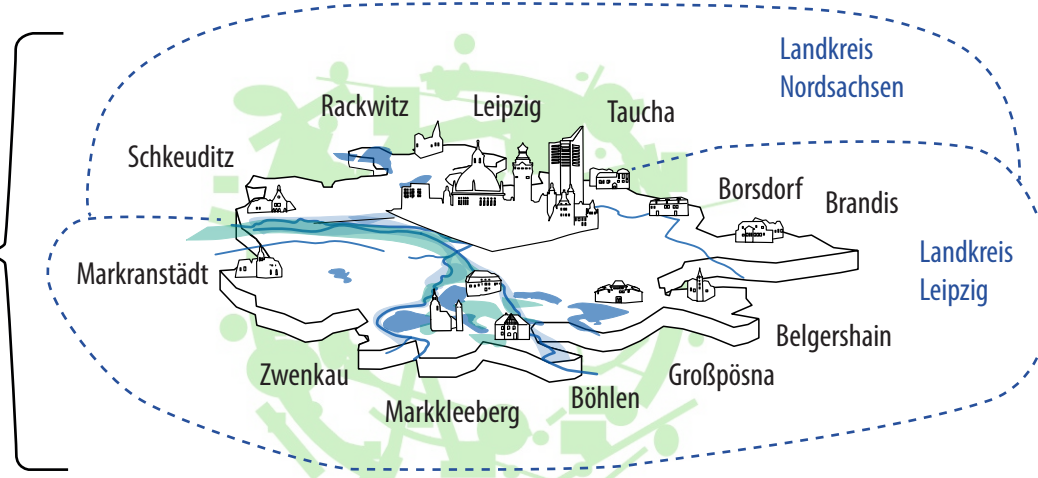 Landkreis
Nordsachsen
Rackwitz
Leipzig
Taucha
Schkeuditz
Borsdorf
Brandis
Landkreis
Leipzig
Markranstädt
Belgershain
Zwenkau
Großpösna
Böhlen
Markkleeberg